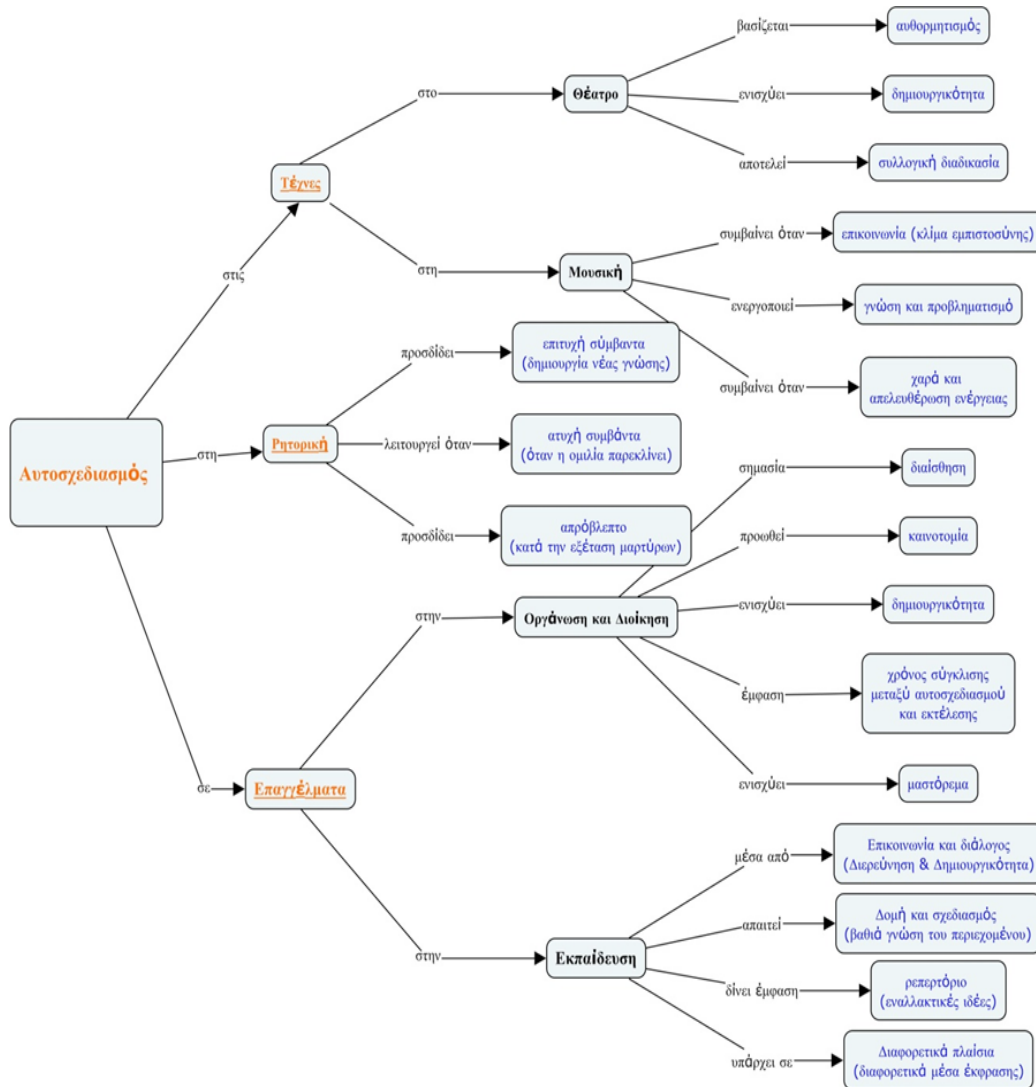 βασίζεται
αυθορμητισμός
στο
Θέατρο
ενισχύει
δημιουργικότητα
αποτελεί
συλλογική διαδικασία
Τέχνες
συμβαίνει όταν
επικοινωνία (κλίμα εμπιστοσύνης)
στις
στη
Μουσική
ενεργοποιεί
γνώση και προβληματισμό
προσδίδει
επιτυχή σύμβαντα
(δημιουργία νέας γνώσης)
συμβαίνει όταν
χαρά και
απελευθέρωση ενέργειας
Αυτοσχεδιασμός
στη
Ρητορική
λειτουργεί όταν
ατυχή συμβάντα
(όταν η ομιλία παρεκλίνει)
σημασία
διαίσθηση
προσδίδει
απρόβλεπτο
(κατά την εξέταση μαρτύρων)
προωθεί
καινοτομία
στην
Οργάνωση και Διοίκηση
ενισχύει
δημιουργικότητα
έμφαση
χρόνος σύγκλισης
μεταξύ αυτοσχεδιασμού
και εκτέλεσης
σε
Επαγγέλματα
ενισχύει
μαστόρεμα
μέσα από
Επικοινωνία και διάλογος
(Διερεύνηση & Δημιουργικότητα)
απαιτεί
Δομή και σχεδιασμός
(βαθιά γνώση του περιεχομένου)
στην
Εκπαίδευση
δίνει έμφαση
ρεπερτόριο
(εναλλακτικές ιδέες)
υπάρχει σε
Διαφορετικά πλαίσια
(διαφορετικά μέσα έκφρασης)